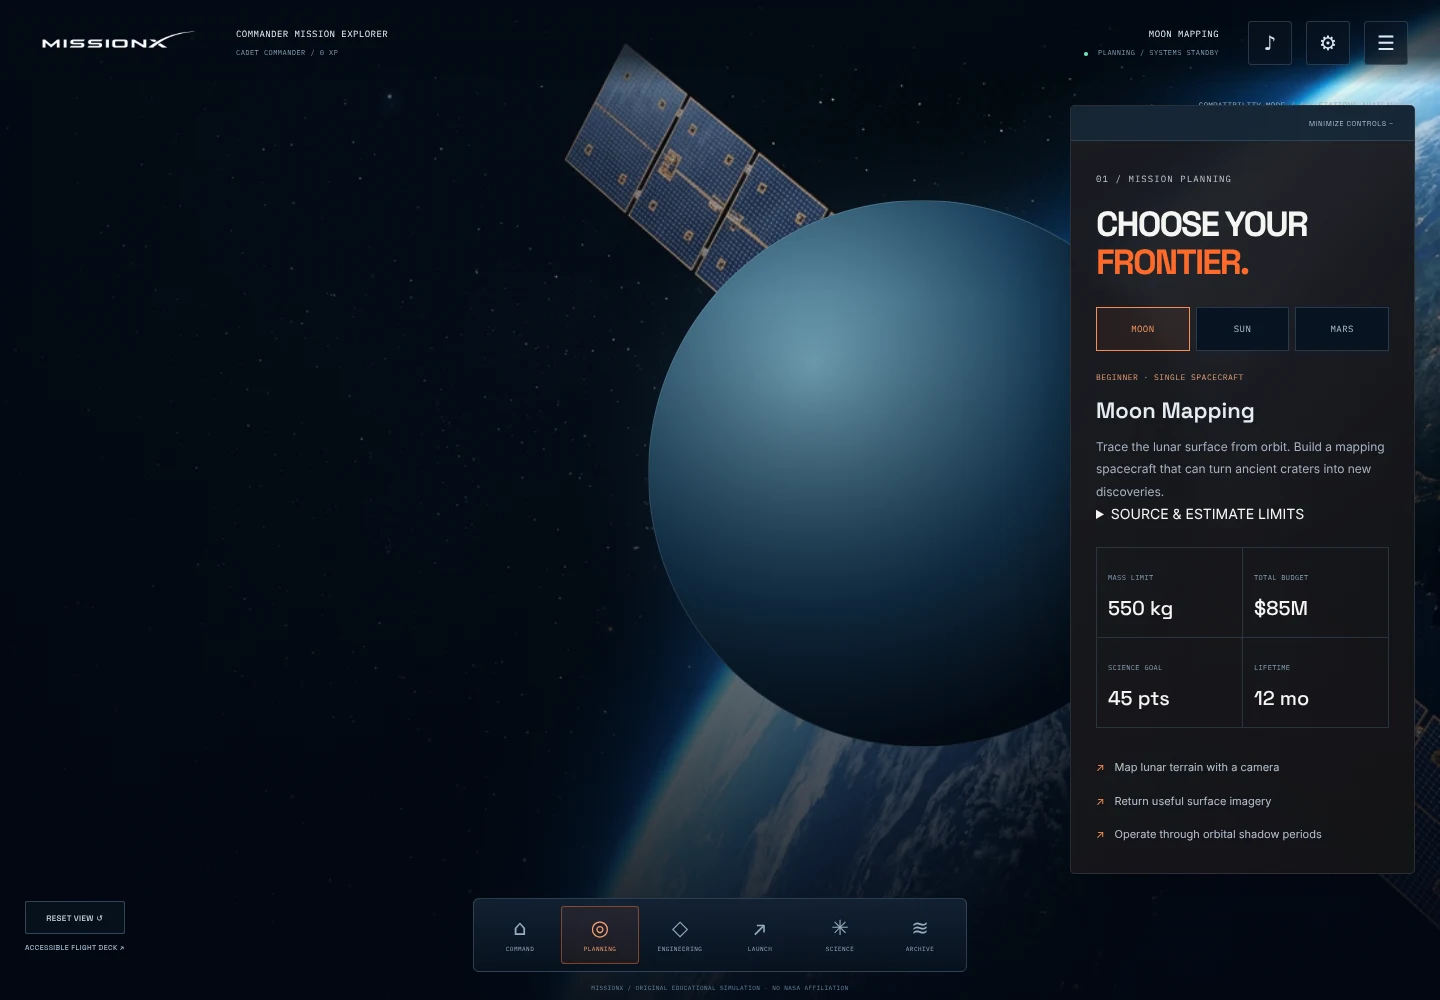 MISSIONX
COMMANDER MISSION EXPLORER
CADET COMMANDER / 0 XP
MOON MAPPING
PLANNING / SYSTEMS STANDBY
COMPATIBILITY MODE
MINIMIZE CONTROLS −
01 / MISSION PLANNING
CHOOSE YOUR
FRONTIER.
MOON
SUN
MARS
BEGINNER · SINGLE SPACECRAFT
Moon Mapping
Trace the lunar surface from orbit. Build a mapping
spacecraft that can turn ancient craters into new
discoveries.
▶ SOURCE & ESTIMATE LIMITS
MASS LIMIT
550 kg
TOTAL BUDGET
$85M
SCIENCE GOAL
45 pts
LIFETIME
12 mo
↗ Map lunar terrain with a camera
↗ Return useful surface imagery
↗ Operate through orbital shadow periods
RESET VIEW ↺
ACCESSIBLE FLIGHT DECK ↗
COMMAND
PLANNING
ENGINEERING
LAUNCH
SCIENCE
ARCHIVE
MISSIONX / ORIGINAL EDUCATIONAL SIMULATION · NO NASA AFFILIATION